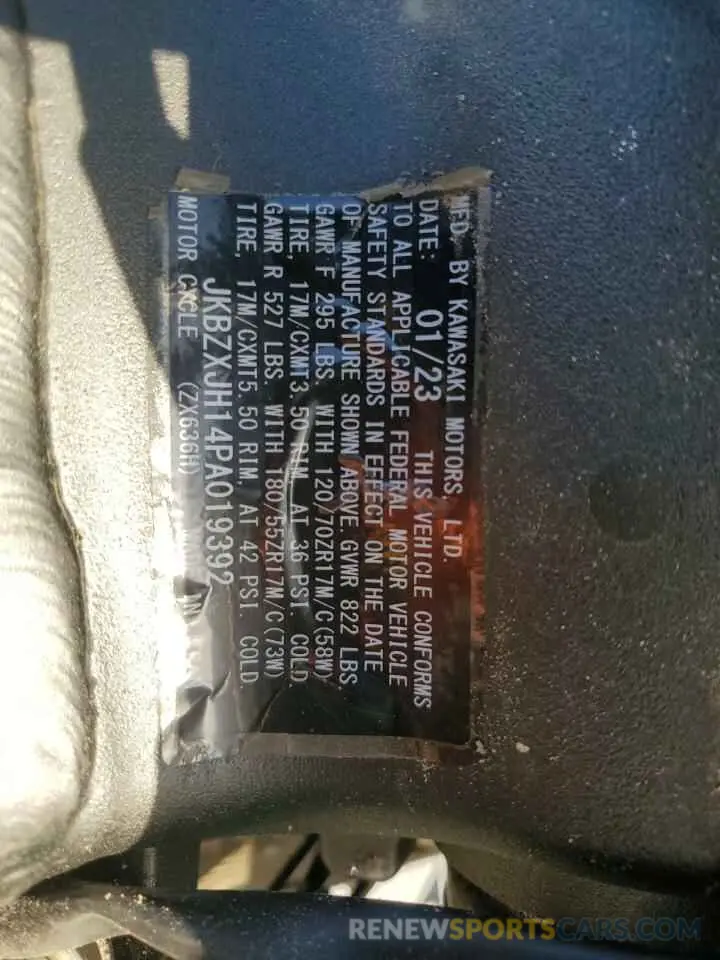 MFD. BY KAWASAKI MOTORS, LTD.
DATE: 01/23 THIS VEHICLE CONFORMS
TO ALL APPLICABLE FEDERAL MOTOR VEHICLE
SAFETY STANDARDS IN EFFECT ON THE DATE
OF MANUFACTURE SHOWN ABOVE.GVWR 822 LBS
GAWR F 295 LBS WITH 120/70ZR17M/C(58W)
TIRE, 17M/CXMT3.50 RIM, AT 36 PSI. COLD
GAWR R 527 LBS. WITH 180/55ZR17M/C(73W)
TIRE, 17M/CXMT5.50 RIM, AT 42 PSI. COLD.
JKBZXJH14PA019392
MOTOR CYCLE (ZX636H) IN
RENEWSPORTSCARS.COM